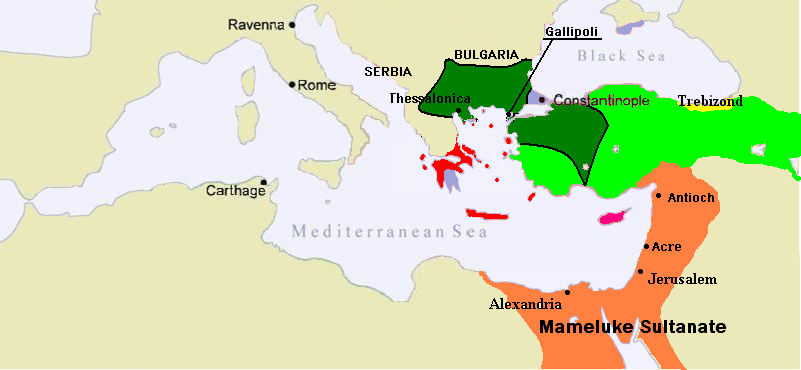 Ravenna
Gallipoli
BULGARIA
Black Sea
SERBIA
Rome
Thessalonica
Constantinople
Trebizond
Carthage
Antioch
Mediterranean Sea
Acre
Jerusalem
Alexandria
Mameluke Sultanate